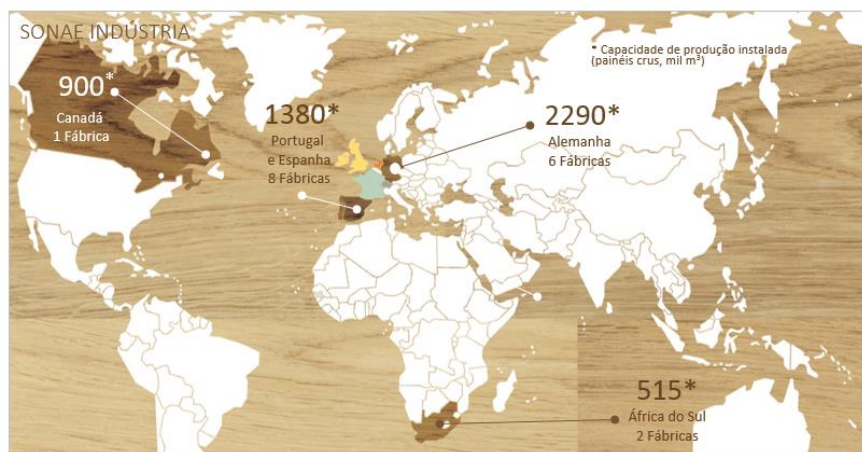 SONAE INDÚSTRIA
* Capacidade de produção instalada
(painéis crus, mil m³)
900*
Canadá
1 Fábrica
1380*
Portugal
e Espanha
8 Fábricas
2290*
Alemanha
6 Fábricas
515*
África do Sul
2 Fábricas